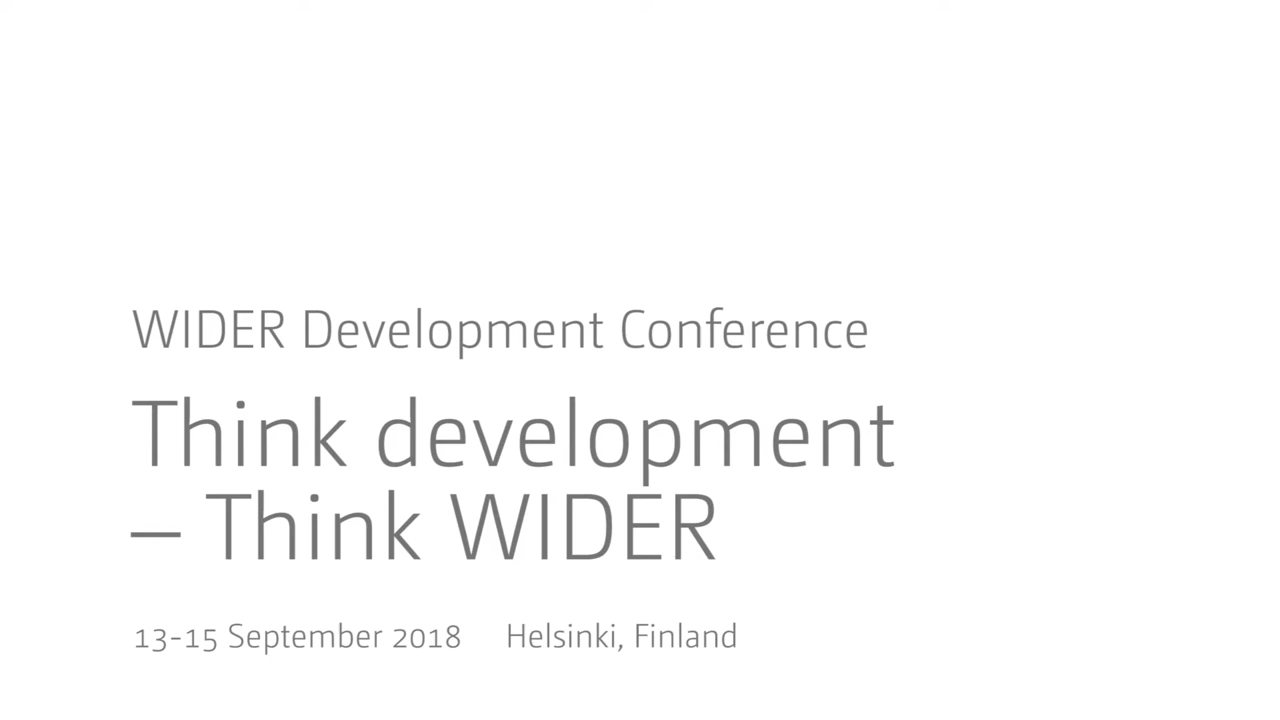 WIDER Development Conference
Think development
– Think WIDER
13-15 September 2018 Helsinki, Finland